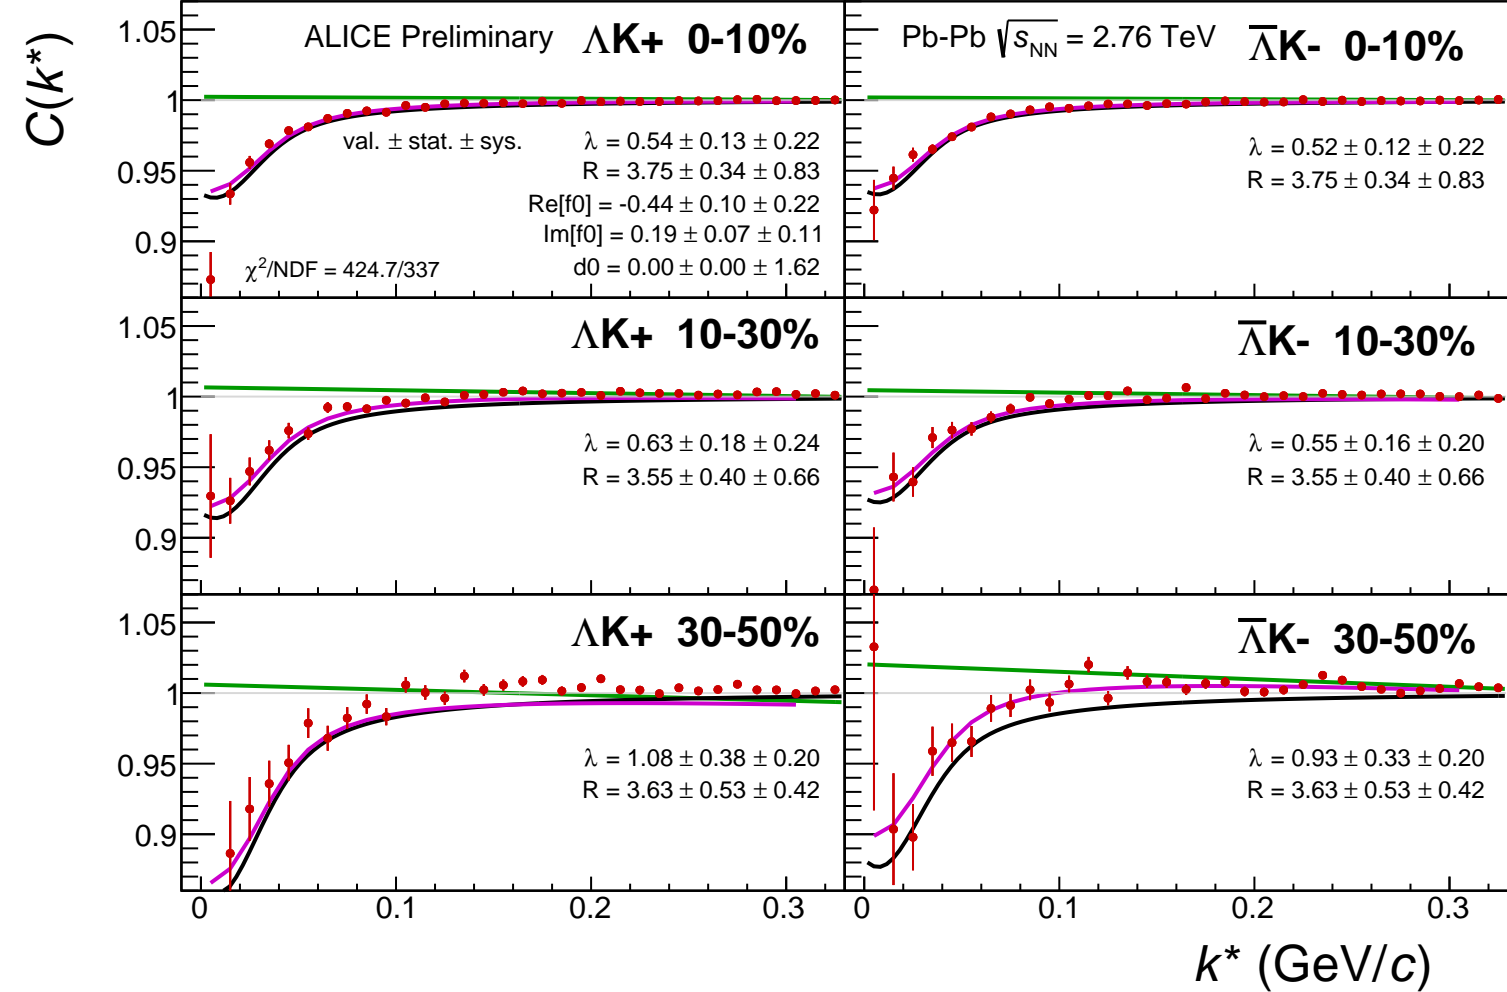 C(k*)
ALICE Preliminary ΛK+ 0-10%
1.05
1
0.95
0.9
val. ± stat. ± sys.
λ = 0.54 ± 0.13 ± 0.22
R = 3.75 ± 0.34 ± 0.83
Re[f0] = -0.44 ± 0.10 ± 0.22
Im[f0] = 0.19 ± 0.07 ± 0.11
d0 = 0.00 ± 0.00 ± 1.62
χ²/NDF = 424.7/337
Pb-Pb √s_NN = 2.76 TeV Λ̅K- 0-10%
λ = 0.52 ± 0.12 ± 0.22
R = 3.75 ± 0.34 ± 0.83
ΛK+ 10-30%
1.05
1
0.95
0.9
λ = 0.63 ± 0.18 ± 0.24
R = 3.55 ± 0.40 ± 0.66
Λ̅K- 10-30%
λ = 0.55 ± 0.16 ± 0.20
R = 3.55 ± 0.40 ± 0.66
ΛK+ 30-50%
1.05
1
0.95
0.9
λ = 1.08 ± 0.38 ± 0.20
R = 3.63 ± 0.53 ± 0.42
Λ̅K- 30-50%
λ = 0.93 ± 0.33 ± 0.20
R = 3.63 ± 0.53 ± 0.42
0 0.1 0.2 0.3
0 0.1 0.2 0.3
k* (GeV/c)